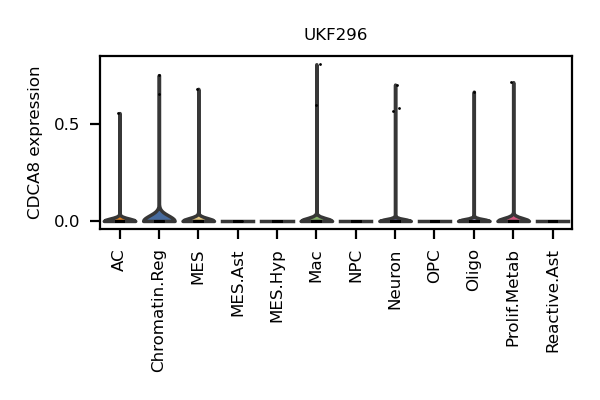 UKF296
CDCA8 expression
0.5
0.0
AC
Chromatin.Reg
MES
MES.Ast
MES.Hyp
Mac
NPC
Neuron
OPC
Oligo
Prolif.Metab
Reactive.Ast